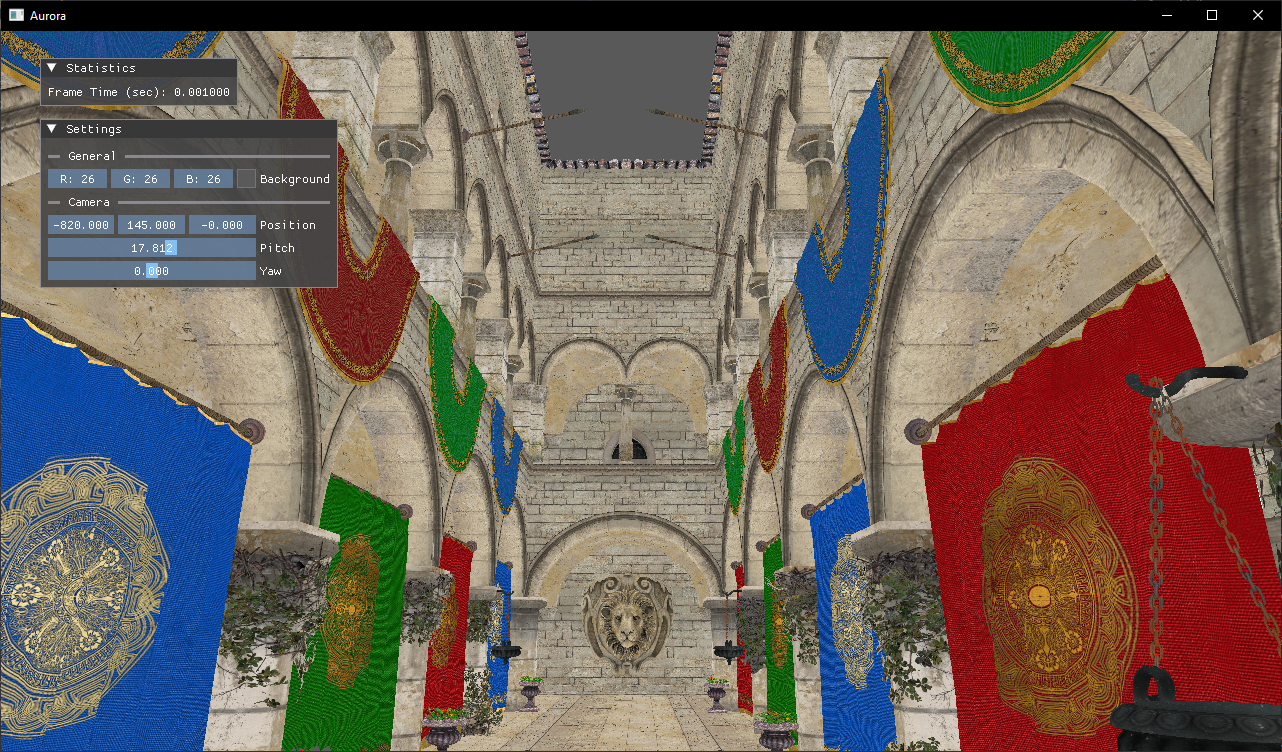 Aurora
Statistics
Frame Time (sec): 0.001000
Settings
General
R: 26 G: 26 B: 26 Background
Camera
-820.000 145.000 -0.000 Position
17.812 Pitch
0.000 Yaw